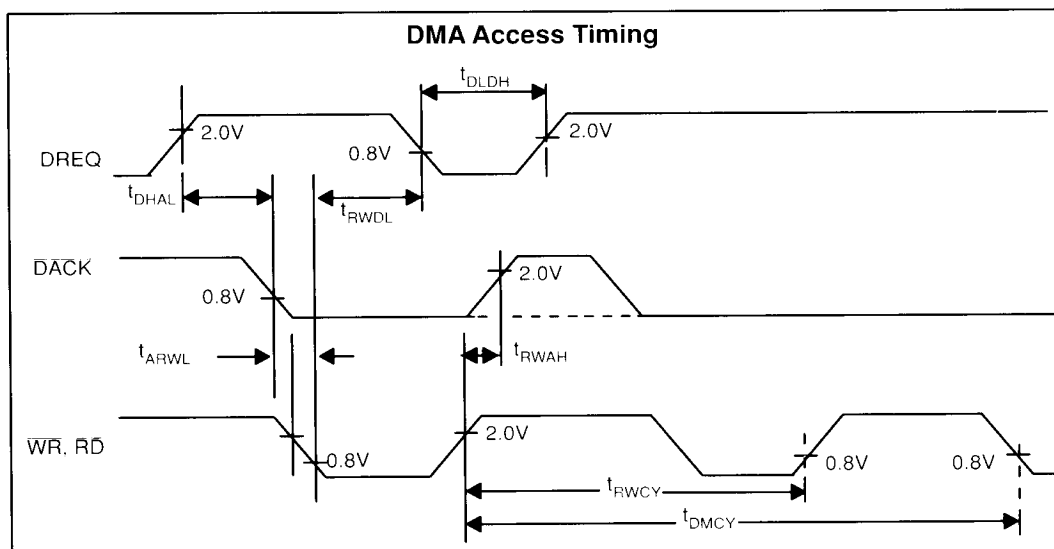 DMA Access Timing
tDLDH
2.0V
2.0V
DREQ
0.8V
tDHAL
tRWDL
DACK
2.0V
0.8V
tARWL
tRWAH
WR, RD
2.0V
0.8V
0.8V
0.8V
tRWCY
tDMCY